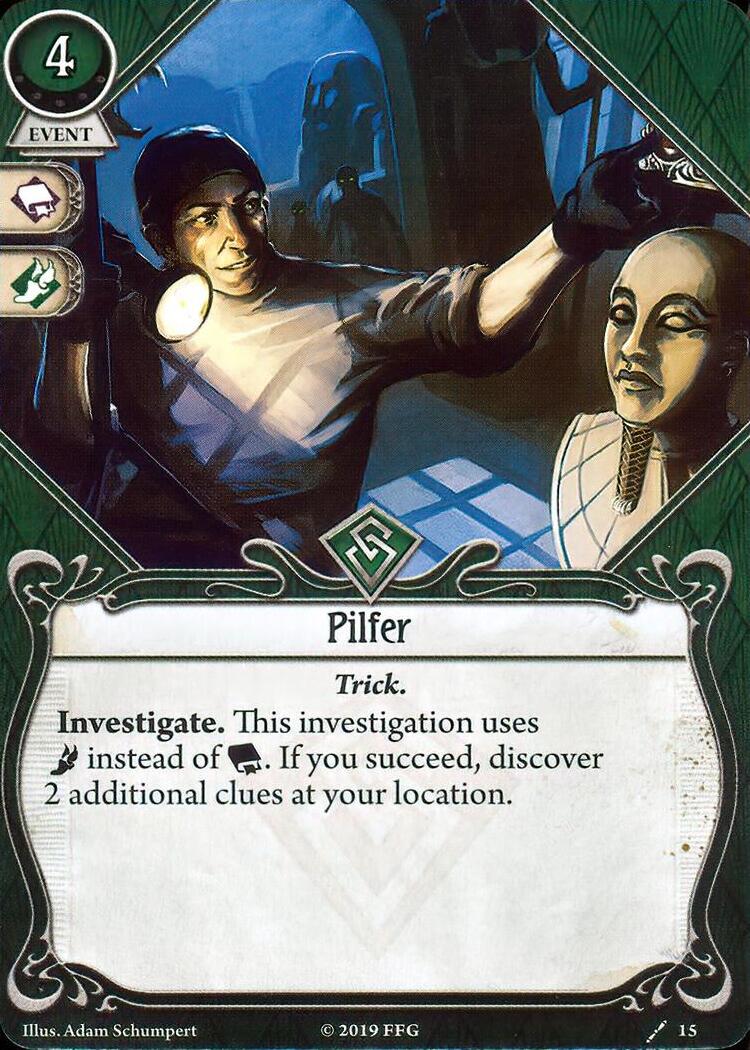 4
EVENT
Pilfer
Trick.
Investigate. This investigation uses
instead of . If you succeed, discover
2 additional clues at your location.
Illus. Adam Schumpert
© 2019 FFG
15